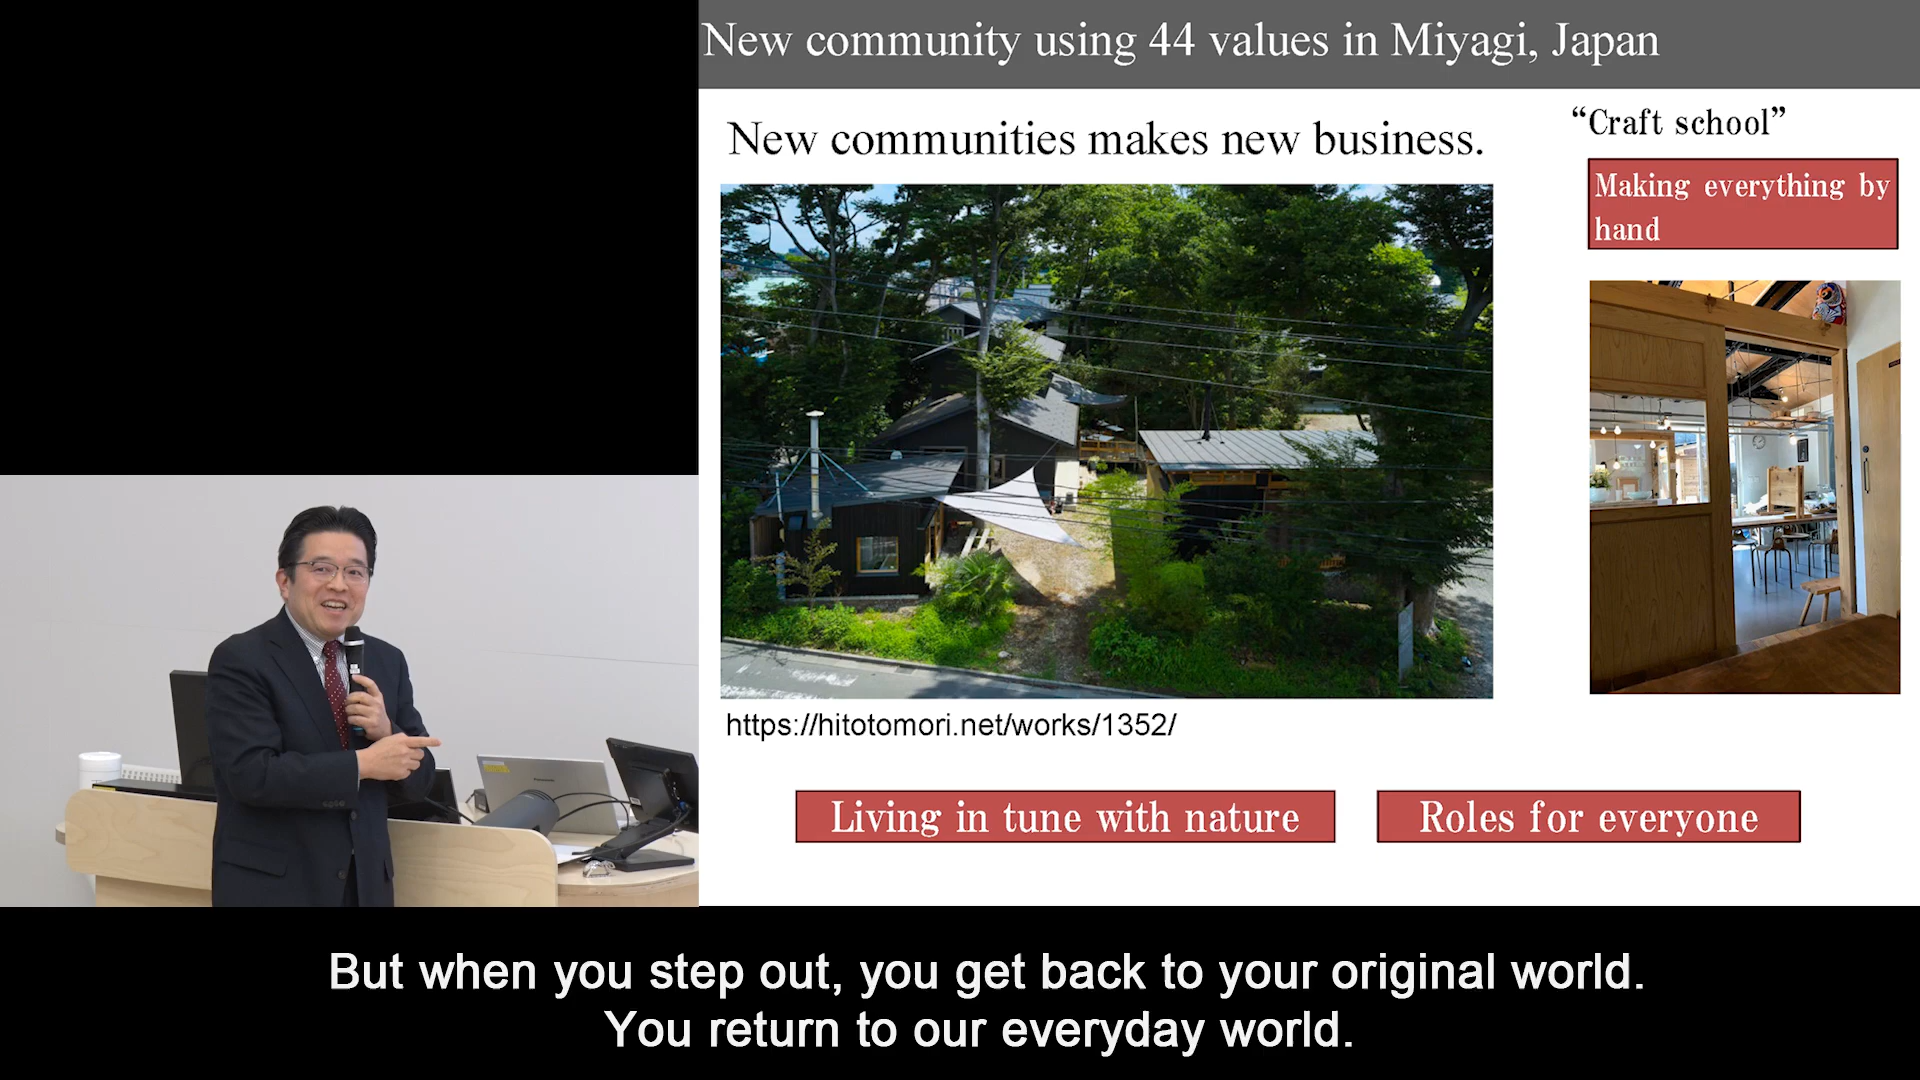 New community using 44 values in Miyagi, Japan
New communities makes new business.
“Craft school”
Making everything by
hand
https://hitotomori.net/works/1352/
Living in tune with nature
Roles for everyone
But when you step out, you get back to your original world.
You return to our everyday world.